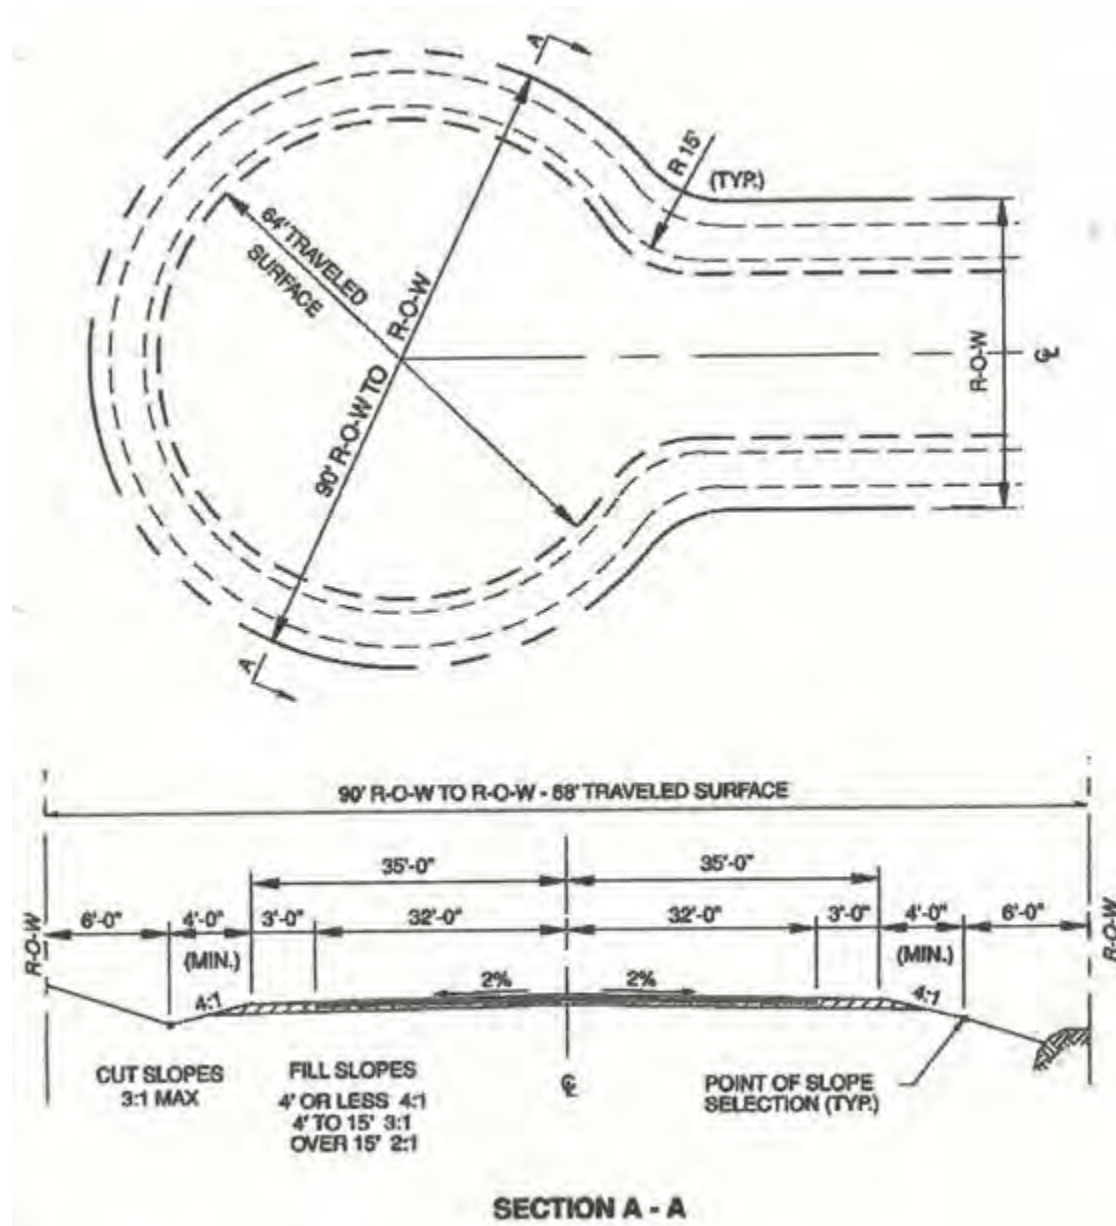 A
R 15'
(TYP.)
64' TRAVELED
SURFACE
90' R-O-W TO R-O-W
R-O-W
℄
A
90' R-O-W TO R-O-W - 68' TRAVELED SURFACE
35'-0" 35'-0"
R-O-W 6'-0" 4'-0" 3'-0" 32'-0" 32'-0" 3'-0" 4'-0" 6'-0" R-O-W
(MIN.) (MIN.)
4:1 2% 2% 4:1
CUT SLOPES
3:1 MAX
FILL SLOPES
4' OR LESS 4:1
4' TO 15' 3:1
OVER 15' 2:1
℄
POINT OF SLOPE
SELECTION (TYP.)
SECTION A - A